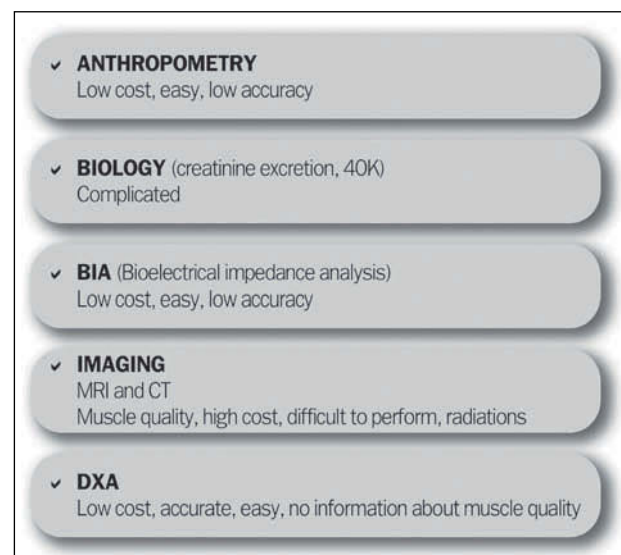 ANTHROPOMETRY
Low cost, easy, low accuracy
BIOLOGY (creatinine excretion, 40K)
Complicated
BIA (Bioelectrical impedance analysis)
Low cost, easy, low accuracy
IMAGING
MRI and CT
Muscle quality, high cost, difficult to perform, radiations
DXA
Low cost, accurate, easy, no information about muscle quality